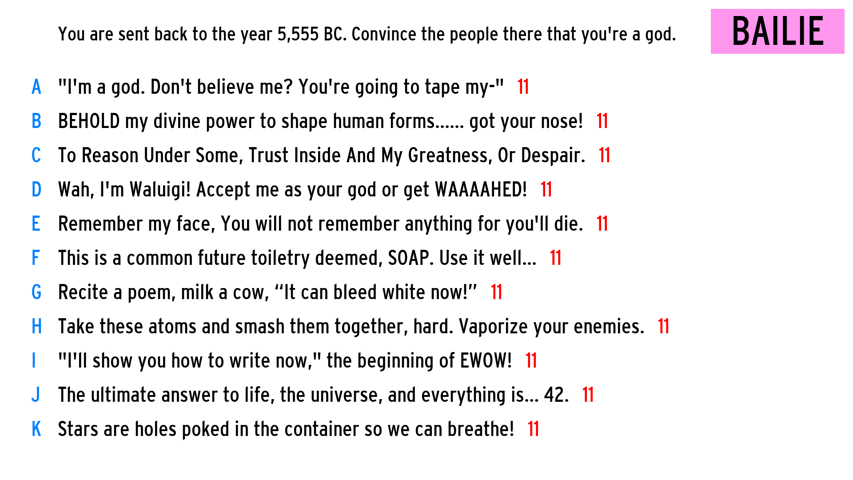 You are sent back to the year 5,555 BC. Convince the people there that you're a god.
BAILIE
A "I'm a god. Don't believe me? You're going to tape my-" 11
B BEHOLD my divine power to shape human forms...... got your nose! 11
C To Reason Under Some, Trust Inside And My Greatness, Or Despair. 11
D Wah, I'm Waluigi! Accept me as your god or get WAAAAHED! 11
E Remember my face, You will not remember anything for you'll die. 11
F This is a common future toiletry deemed, SOAP. Use it well... 11
G Recite a poem, milk a cow, “It can bleed white now!” 11
H Take these atoms and smash them together, hard. Vaporize your enemies. 11
I "I'll show you how to write now," the beginning of EWOW! 11
J The ultimate answer to life, the universe, and everything is... 42. 11
K Stars are holes poked in the container so we can breathe! 11